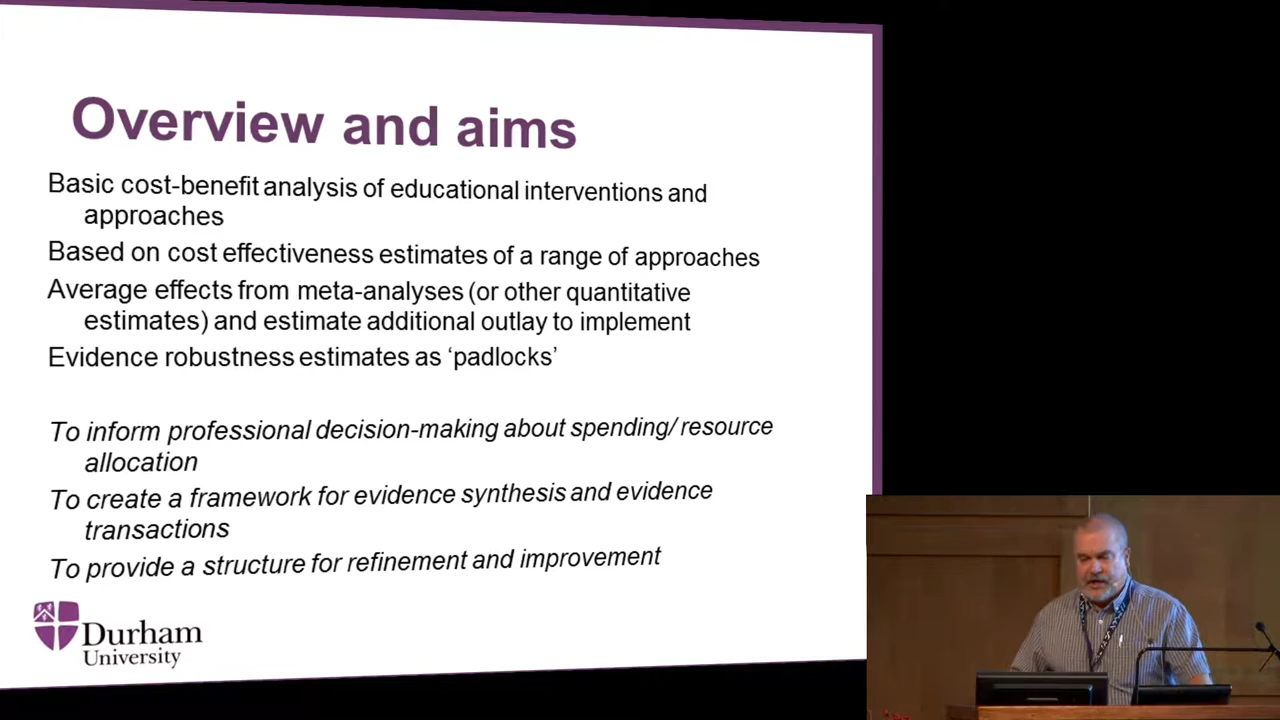 Overview and aims
Basic cost-benefit analysis of educational interventions and
approaches
Based on cost effectiveness estimates of a range of approaches
Average effects from meta-analyses (or other quantitative
estimates) and estimate additional outlay to implement
Evidence robustness estimates as ‘padlocks’
To inform professional decision-making about spending/ resource
allocation
To create a framework for evidence synthesis and evidence
transactions
To provide a structure for refinement and improvement
Durham
University